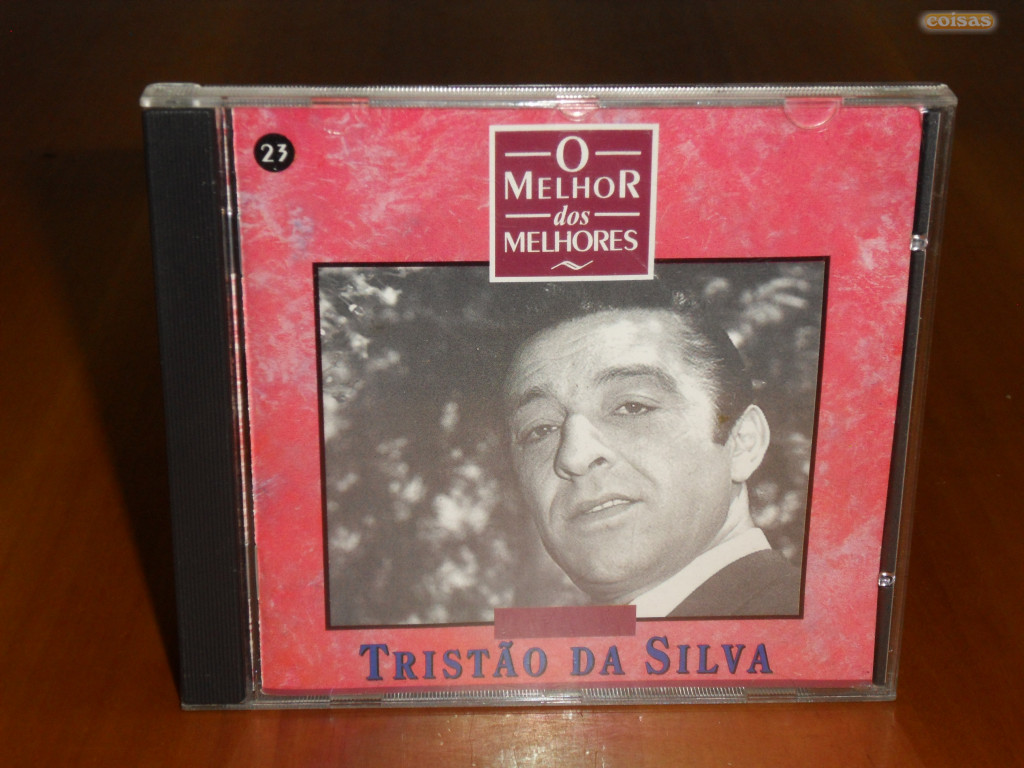 coisas
23
O
MELHOR
dos
MELHORES
TRISTÃO DA SILVA